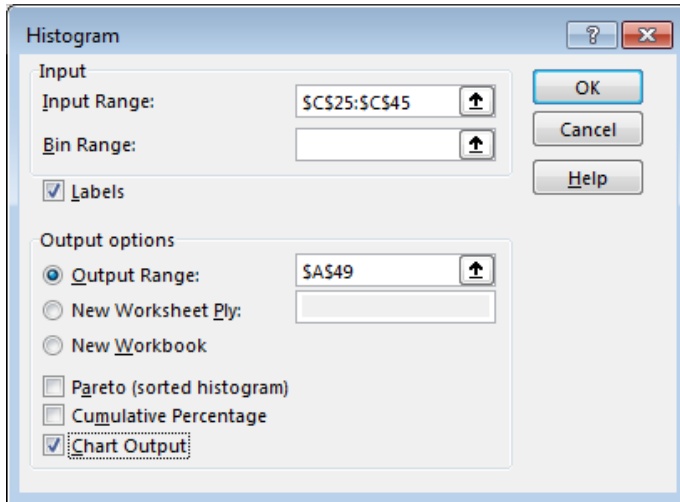 Histogram
?
Input
Input Range: $C$25:$C$45
Bin Range:
Labels
OK
Cancel
Help
Output options
Output Range: $A$49
New Worksheet Ply:
New Workbook
Pareto (sorted histogram)
Cumulative Percentage
Chart Output